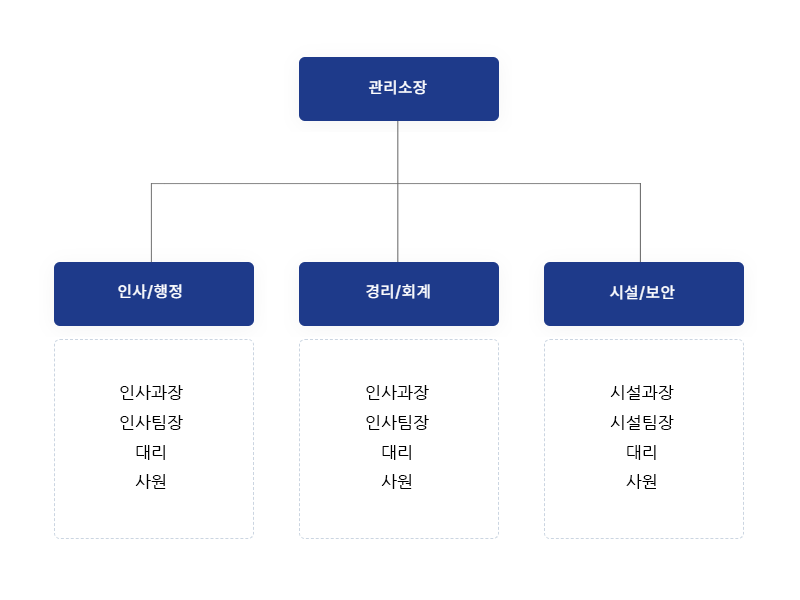 관리소장
인사/행정
경리/회계
시설/보안
인사과장
인사팀장
대리
사원
인사과장
인사팀장
대리
사원
시설과장
시설팀장
대리
사원